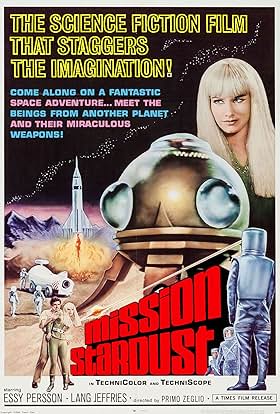 THE SCIENCE FICTION FILM
THAT STAGGERS
THE IMAGINATION!
COME ALONG ON A FANTASTIC
SPACE ADVENTURE... MEET THE
BEINGS FROM ANOTHER PLANET
AND THEIR MIRACULOUS
WEAPONS!
mission
stardust
IN TECHNICOLOR AND TECHNISCOPE
starring
ESSY PERSSON - LANG JEFFRIES - directed by PRIMO ZEGLIO - A TIMES FILM RELEASE